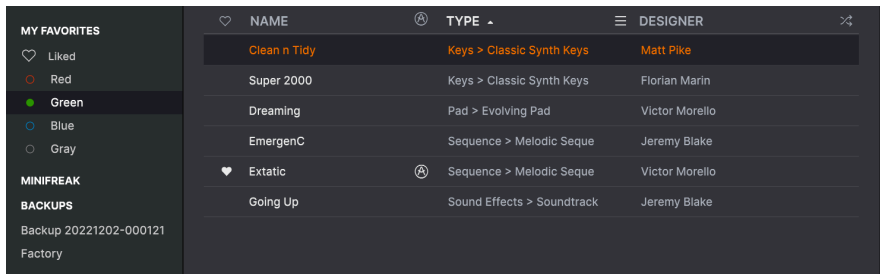 MY FAVORITES
Liked
Red
Green
Blue
Gray
MINIFREAK
BACKUPS
Backup 20221202-000121
Factory
NAME TYPE DESIGNER
Clean n Tidy Keys > Classic Synth Keys Matt Pike
Super 2000 Keys > Classic Synth Keys Florian Marin
Dreaming Pad > Evolving Pad Victor Morello
EmergenC Sequence > Melodic Seque Jeremy Blake
Extatic Sequence > Melodic Seque Victor Morello
Going Up Sound Effects > Soundtrack Jeremy Blake